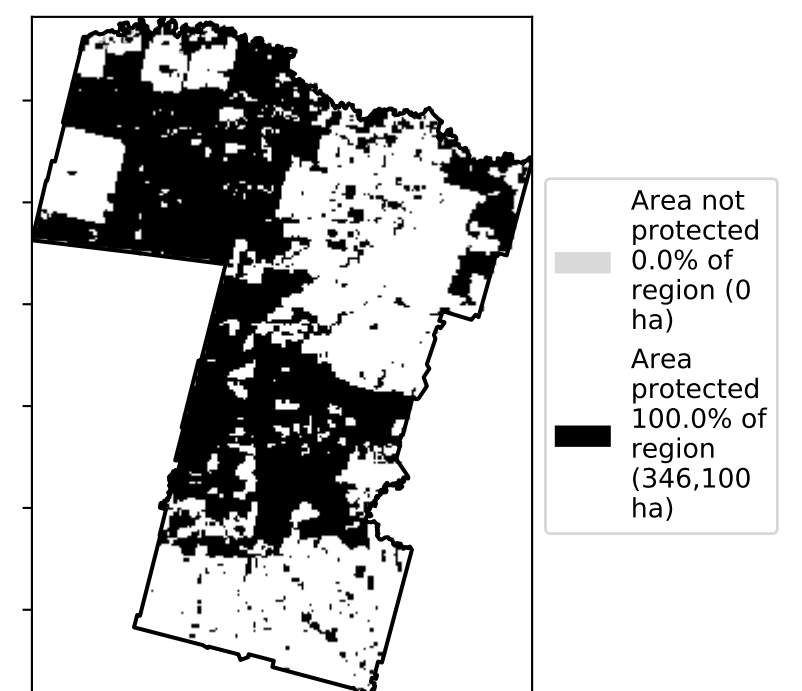 Area not
protected
0.0% of
region (0
ha)
Area
protected
100.0% of
region
(346,100
ha)